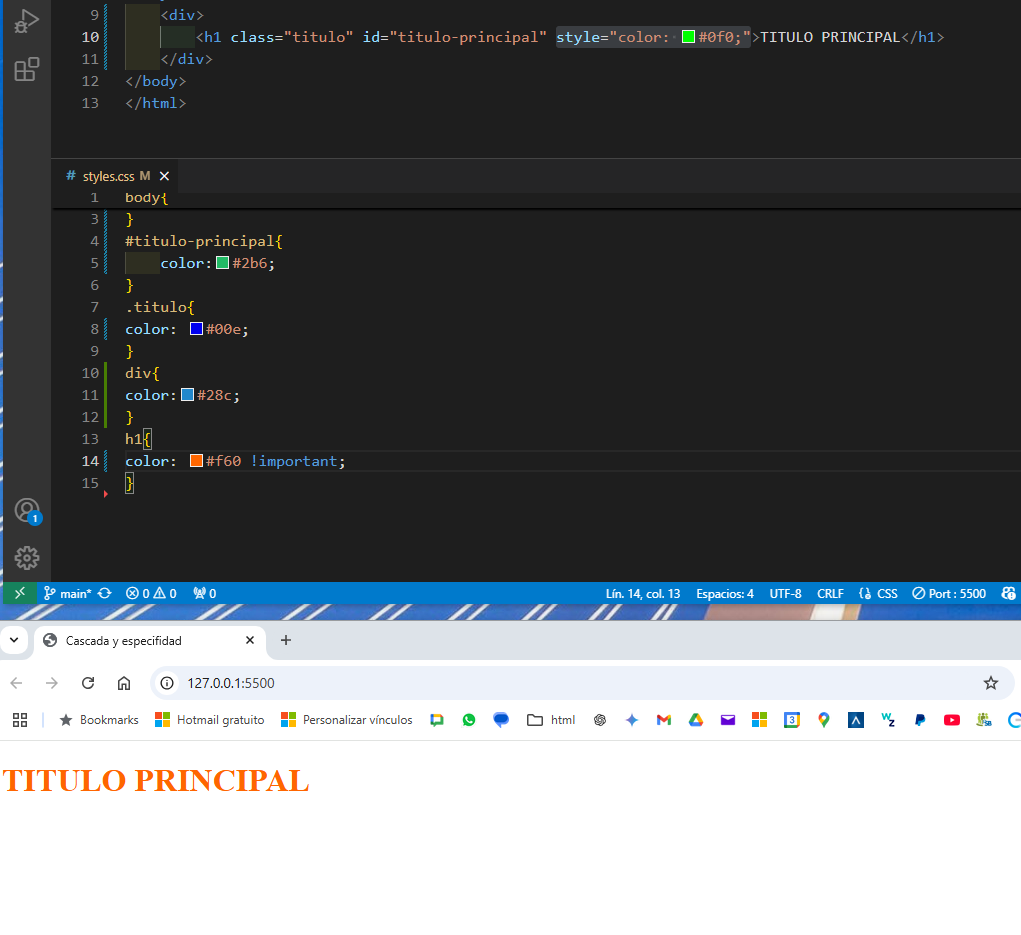 9 <div>
10 <h1 class="titulo" id="titulo-principal" style="color: #0f0;">TITULO PRINCIPAL</h1>
11 </div>
12 </body>
13 </html>
# styles.css M ×
1 body{
3 }
4 #titulo-principal{
5 color: #2b6;
6 }
7 .titulo{
8 color: #00e;
9 }
10 div{
11 color: #28c;
12 }
13 h1{
14 color: #f60 !important;
15 }
1
main* 0 0 0 Lín. 14, col. 13 Espacios: 4 UTF-8 CRLF {} CSS Port : 5500
Cascada y especifidad × +
127.0.0.1:5500
Bookmarks Hotmail gratuito Personalizar vínculos html 3 Wz SB
TITULO PRINCIPAL